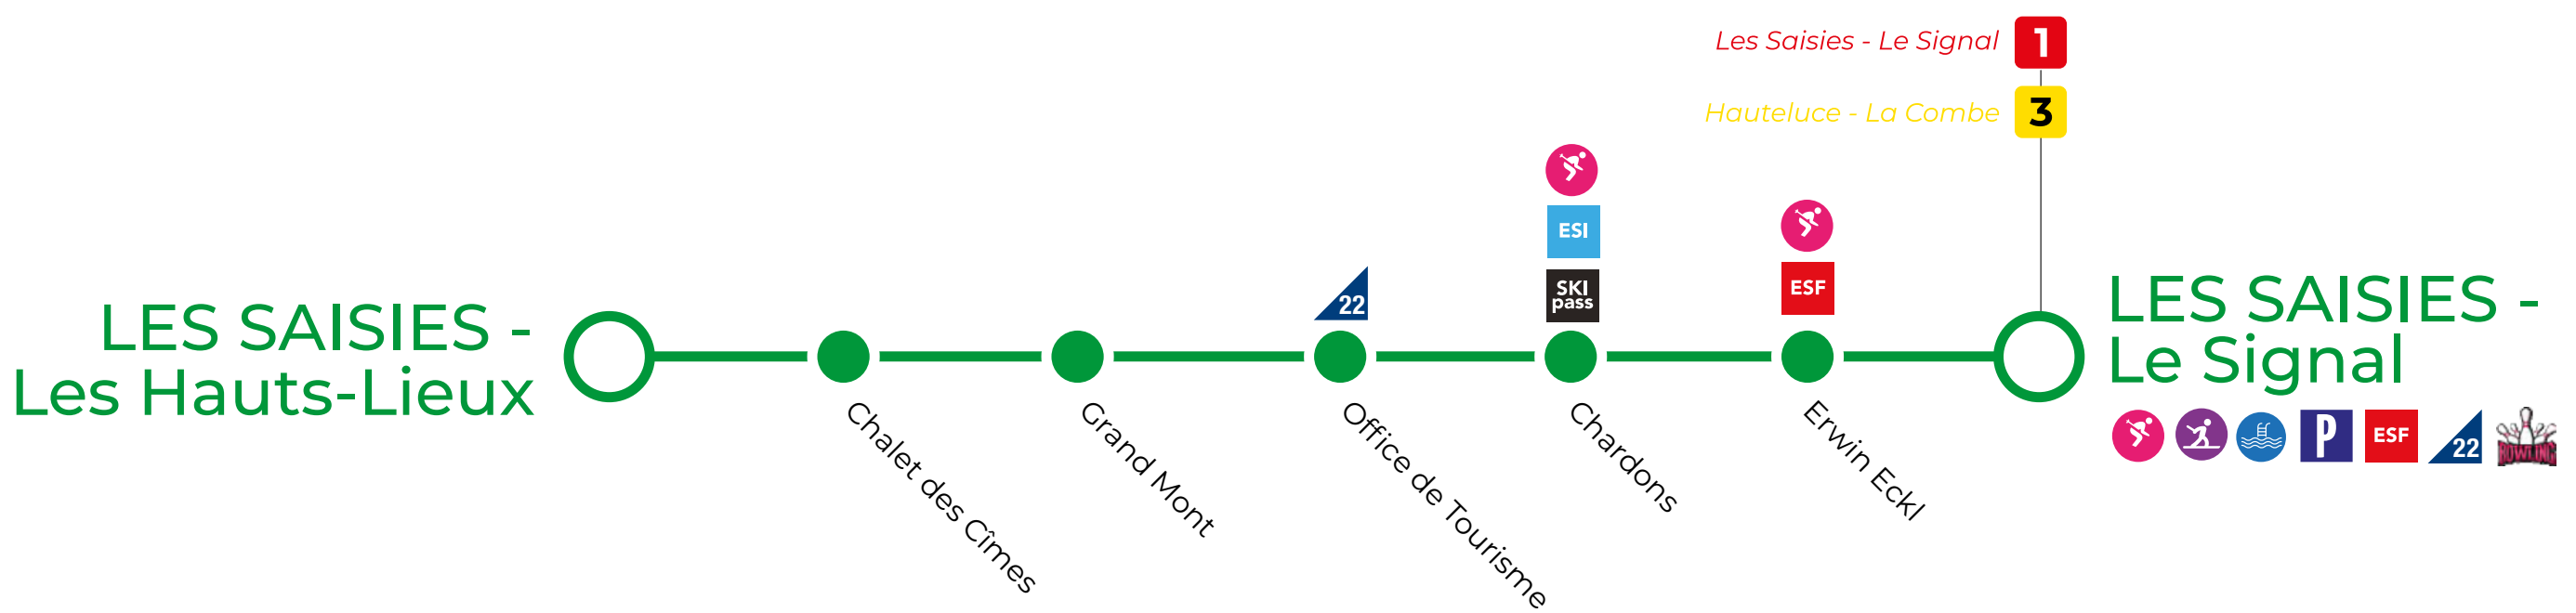 Les Saisies - Le Signal 1
Hauteluce - La Combe 3
ESI
SKI
pass
ESF
22
LES SAISIES -
Les Hauts-Lieux
LES SAISIES -
Le Signal
P
ESF
22
BOWLING
Chalet des Cîmes
Grand Mont
Office de Tourisme
Chardons
Erwin Eckl